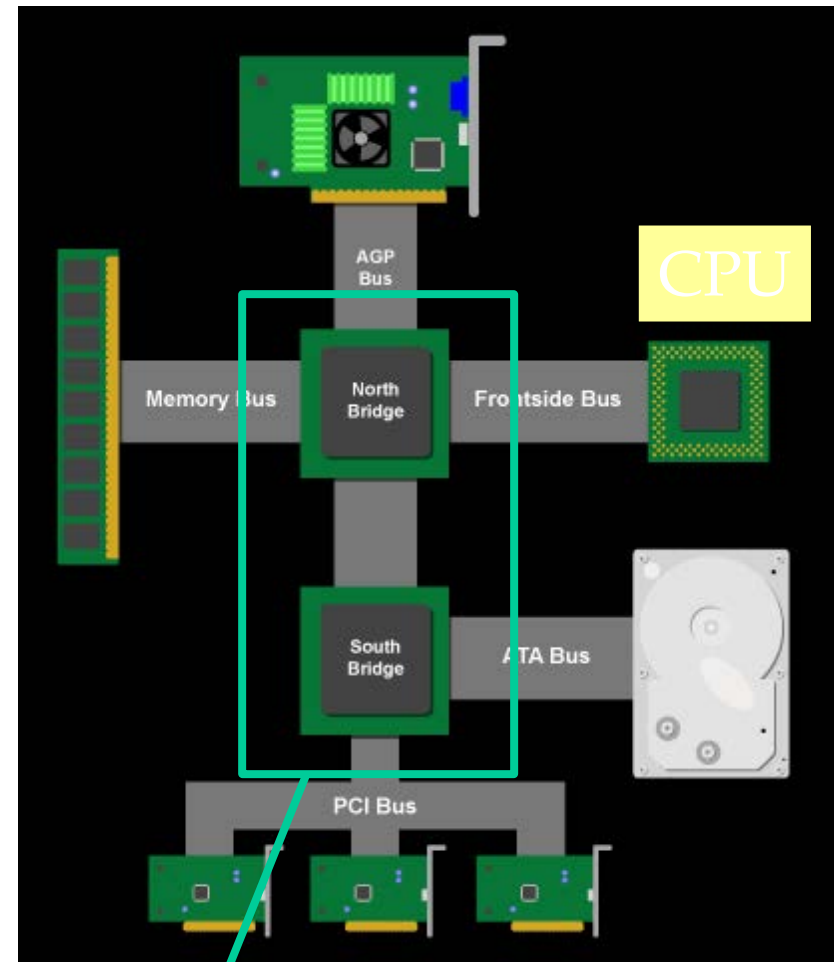 AGP
Bus
CPU
Memory Bus
North
Bridge
Frontside Bus
South
Bridge
ATA Bus
PCI Bus